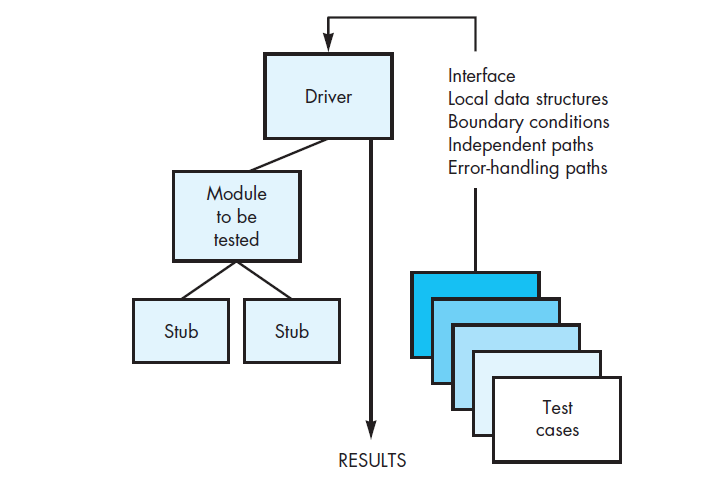 Driver
Interface
Local data structures
Boundary conditions
Independent paths
Error-handling paths
Module
to be
tested
Stub
Stub
Test
cases
RESULTS